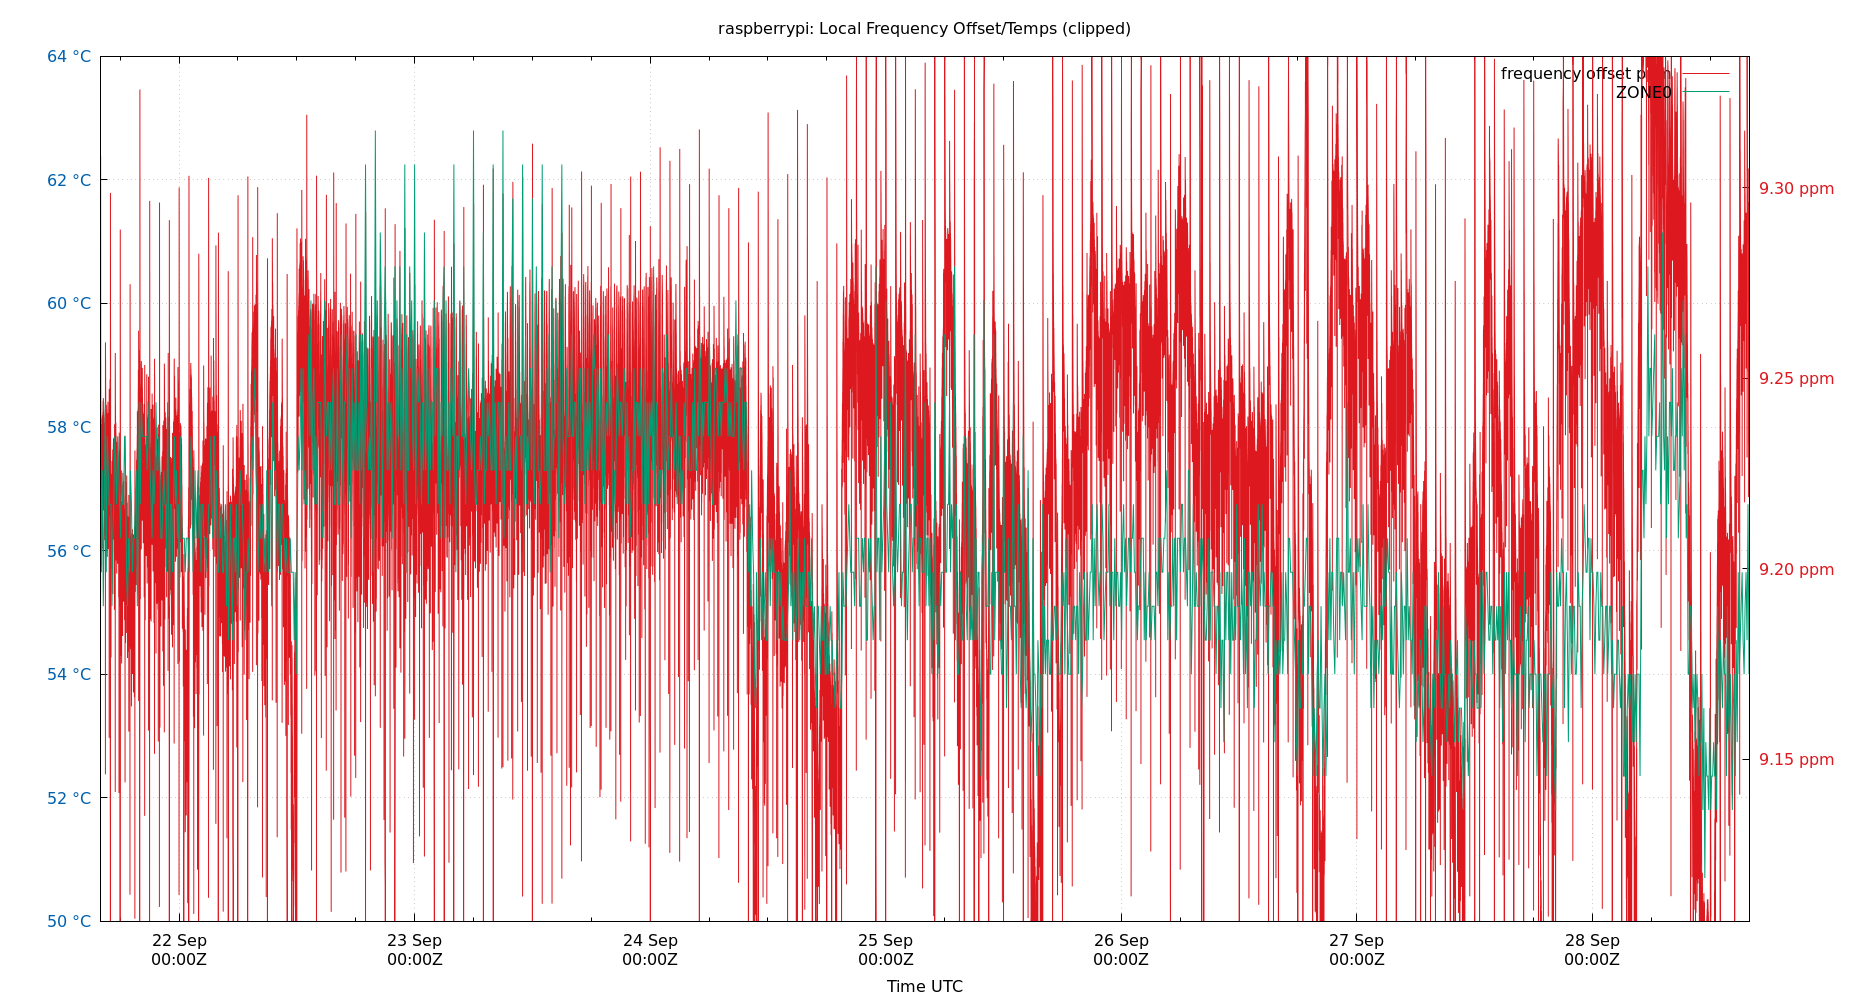 raspberrypi: Local Frequency Offset/Temps (clipped)
64 °C
62 °C
60 °C
58 °C
56 °C
54 °C
52 °C
50 °C
frequency offset ppm
ZONE0
9.30 ppm
9.25 ppm
9.20 ppm
9.15 ppm
22 Sep
00:00Z
23 Sep
00:00Z
24 Sep
00:00Z
25 Sep
00:00Z
26 Sep
00:00Z
27 Sep
00:00Z
28 Sep
00:00Z
Time UTC